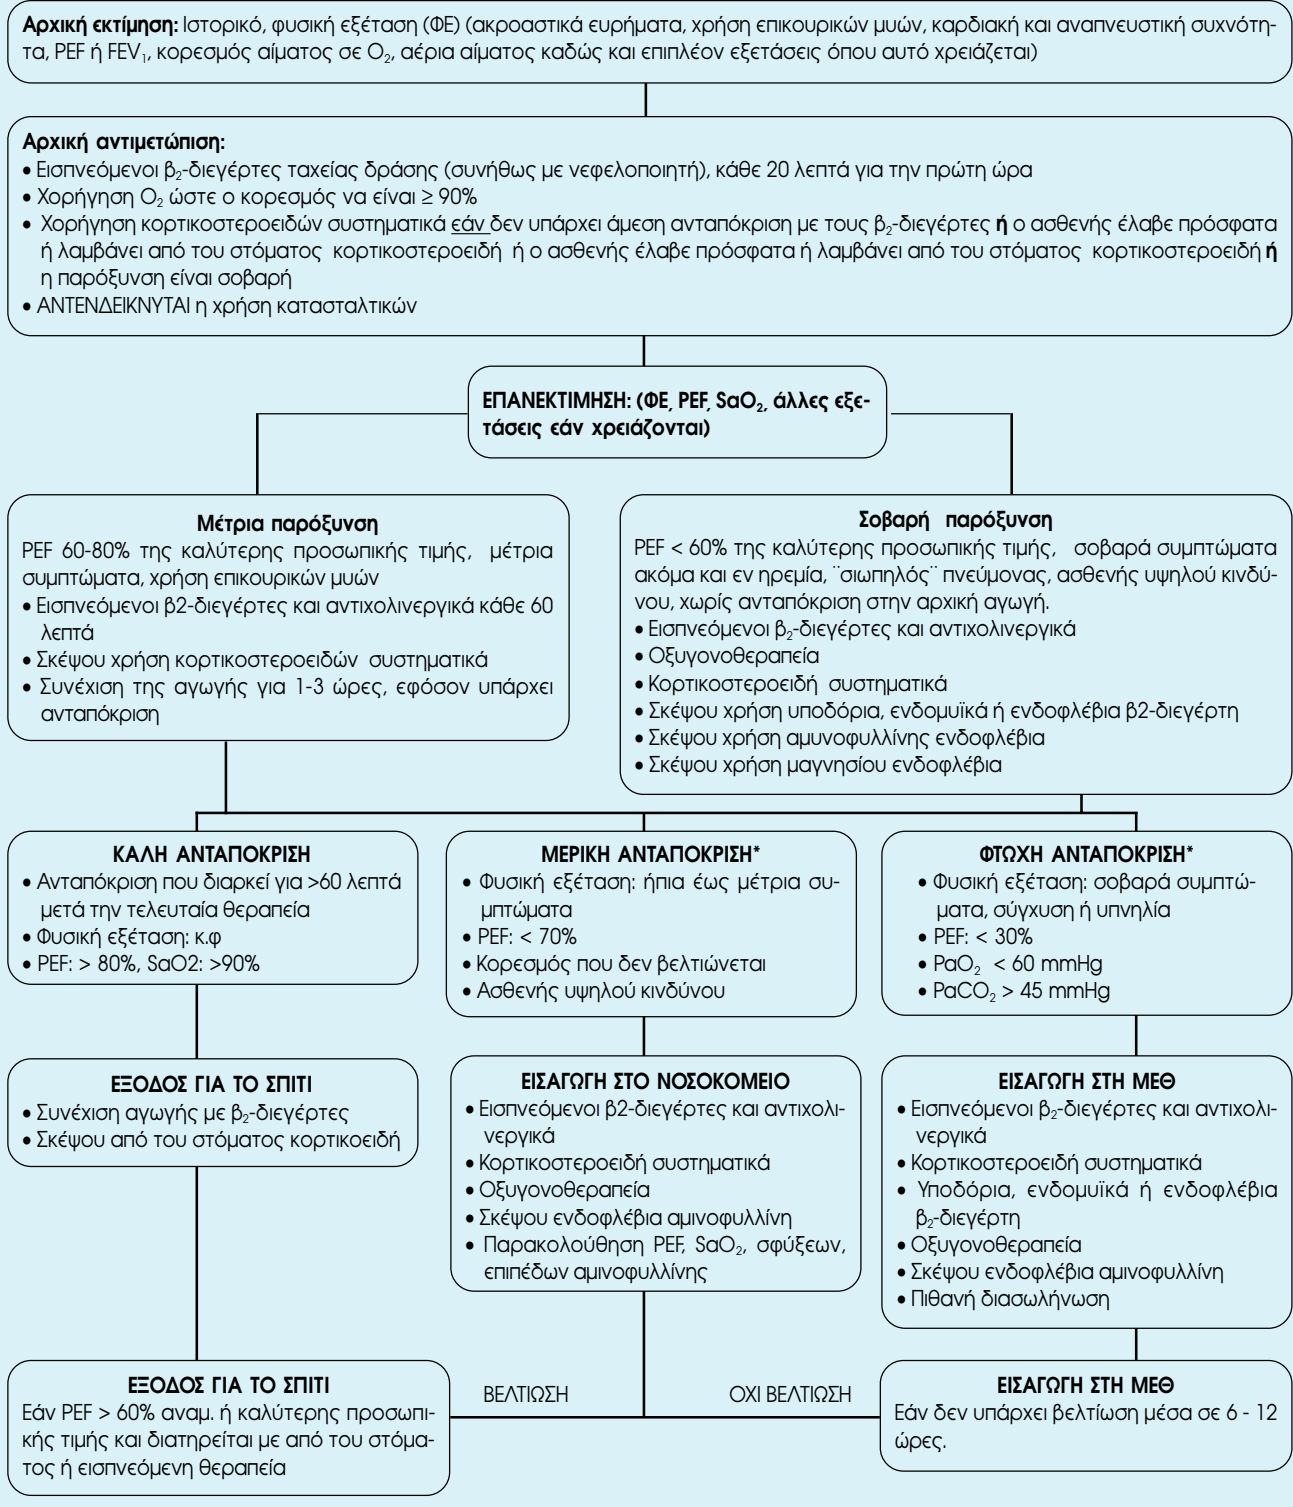 Αρχική εκτίμηση: Ιστορικό, φυσική εξέταση (ΦΕ) (ακροαστικά ευρήματα, χρήση επικουρικών μυών, καρδιακή και αναπνευστική συχνότη-
τα, PEF ή FEV₁, κορεσμός αίματος σε O₂, αέρια αίματος καθώς και επιπλέον εξετάσεις όπου αυτό χρειάζεται)
Αρχική αντιμετώπιση:
• Εισπνεόμενοι β₂-διεγέρτες ταχείας δράσης (συνήθως με νεφελοποιητή), κάθε 20 λεπτά για την πρώτη ώρα
• Χορήγηση O₂ ώστε ο κορεσμός να είναι ≥ 90%
• Χορήγηση κορτικοστεροειδών συστηματικά εάν δεν υπάρχει άμεση ανταπόκριση με τους β₂-διεγέρτες ή ο ασθενής έλαβε πρόσφατα
ή λαμβάνει από του στόματος κορτικοστεροειδή ή ο ασθενής έλαβε πρόσφατα ή λαμβάνει από του στόματος κορτικοστεροειδή ή
η παρόξυνση είναι σοβαρή
• ΑΝΤΕΝΔΕΙΚΝΥΤΑΙ η χρήση κατασταλτικών
ΕΠΑΝΕΚΤΙΜΗΣΗ: (ΦΕ, PEF, SaO₂, άλλες εξε-
τάσεις εάν χρειάζονται)
Μέτρια παρόξυνση
PEF 60-80% της καλύτερης προσωπικής τιμής, μέτρια
συμπτώματα, χρήση επικουρικών μυών
• Εισπνεόμενοι β2-διεγέρτες και αντιχολινεργικά κάθε 60
λεπτά
• Σκέψου χρήση κορτικοστεροειδών συστηματικά
• Συνέχιση της αγωγής για 1-3 ώρες, εφόσον υπάρχει
ανταπόκριση
Σοβαρή παρόξυνση
PEF < 60% της καλύτερης προσωπικής τιμής, σοβαρά συμπτώματα
ακόμα και εν ηρεμία, ¨σιωπηλός¨ πνεύμονας, ασθενής υψηλού κινδύ-
νου, χωρίς ανταπόκριση στην αρχική αγωγή.
• Εισπνεόμενοι β₂-διεγέρτες και αντιχολινεργικά
• Οξυγονοθεραπεία
• Κορτικοστεροειδή συστηματικά
• Σκέψου χρήση υποδόρια, ενδομυϊκά ή ενδοφλέβια β2-διεγέρτη
• Σκέψου χρήση αμυνοφυλλίνης ενδοφλέβια
• Σκέψου χρήση μαγνησίου ενδοφλέβια
ΚΑΛΗ ΑΝΤΑΠΟΚΡΙΣΗ
• Ανταπόκριση που διαρκεί για >60 λεπτά
μετά την τελευταία θεραπεία
• Φυσική εξέταση: κ.φ
• PEF: > 80%, SaO2: >90%
ΜΕΡΙΚΗ ΑΝΤΑΠΟΚΡΙΣΗ*
• Φυσική εξέταση: ήπια έως μέτρια συ-
μπτώματα
• PEF: < 70%
• Κορεσμός που δεν βελτιώνεται
• Ασθενής υψηλού κινδύνου
ΦΤΩΧΗ ΑΝΤΑΠΟΚΡΙΣΗ*
• Φυσική εξέταση: σοβαρά συμπτώ-
ματα, σύγχυση ή υπνηλία
• PEF: < 30%
• PaO₂ < 60 mmHg
• PaCO₂ > 45 mmHg
ΕΞΟΔΟΣ ΓΙΑ ΤΟ ΣΠΙΤΙ
• Συνέχιση αγωγής με β₂-διεγέρτες
• Σκέψου από του στόματος κορτικοειδή
ΕΙΣΑΓΩΓΗ ΣΤΟ ΝΟΣΟΚΟΜΕΙΟ
• Εισπνεόμενοι β2-διεγέρτες και αντιχολι-
νεργικά
• Κορτικοστεροειδή συστηματικά
• Οξυγονοθεραπεία
• Σκέψου ενδοφλέβια αμινοφυλλίνη
• Παρακολούθηση PEF, SaO₂, σφύξεων,
επιπέδων αμινοφυλλίνης
ΕΙΣΑΓΩΓΗ ΣΤΗ ΜΕΘ
• Εισπνεόμενοι β₂-διεγέρτες και αντιχολι-
νεργικά
• Κορτικοστεροειδή συστηματικά
• Υποδόρια, ενδομυϊκά ή ενδοφλέβια
β₂-διεγέρτη
• Οξυγονοθεραπεία
• Σκέψου ενδοφλέβια αμινοφυλλίνη
• Πιθανή διασωλήνωση
ΕΞΟΔΟΣ ΓΙΑ ΤΟ ΣΠΙΤΙ
Εάν PEF > 60% αναμ. ή καλύτερης προσωπι-
κής τιμής και διατηρείται με από του στόμα-
τος ή εισπνεόμενη θεραπεία
ΒΕΛΤΙΩΣΗ
ΟΧΙ ΒΕΛΤΙΩΣΗ
ΕΙΣΑΓΩΓΗ ΣΤΗ ΜΕΘ
Εάν δεν υπάρχει βελτίωση μέσα σε 6 - 12
ώρες.